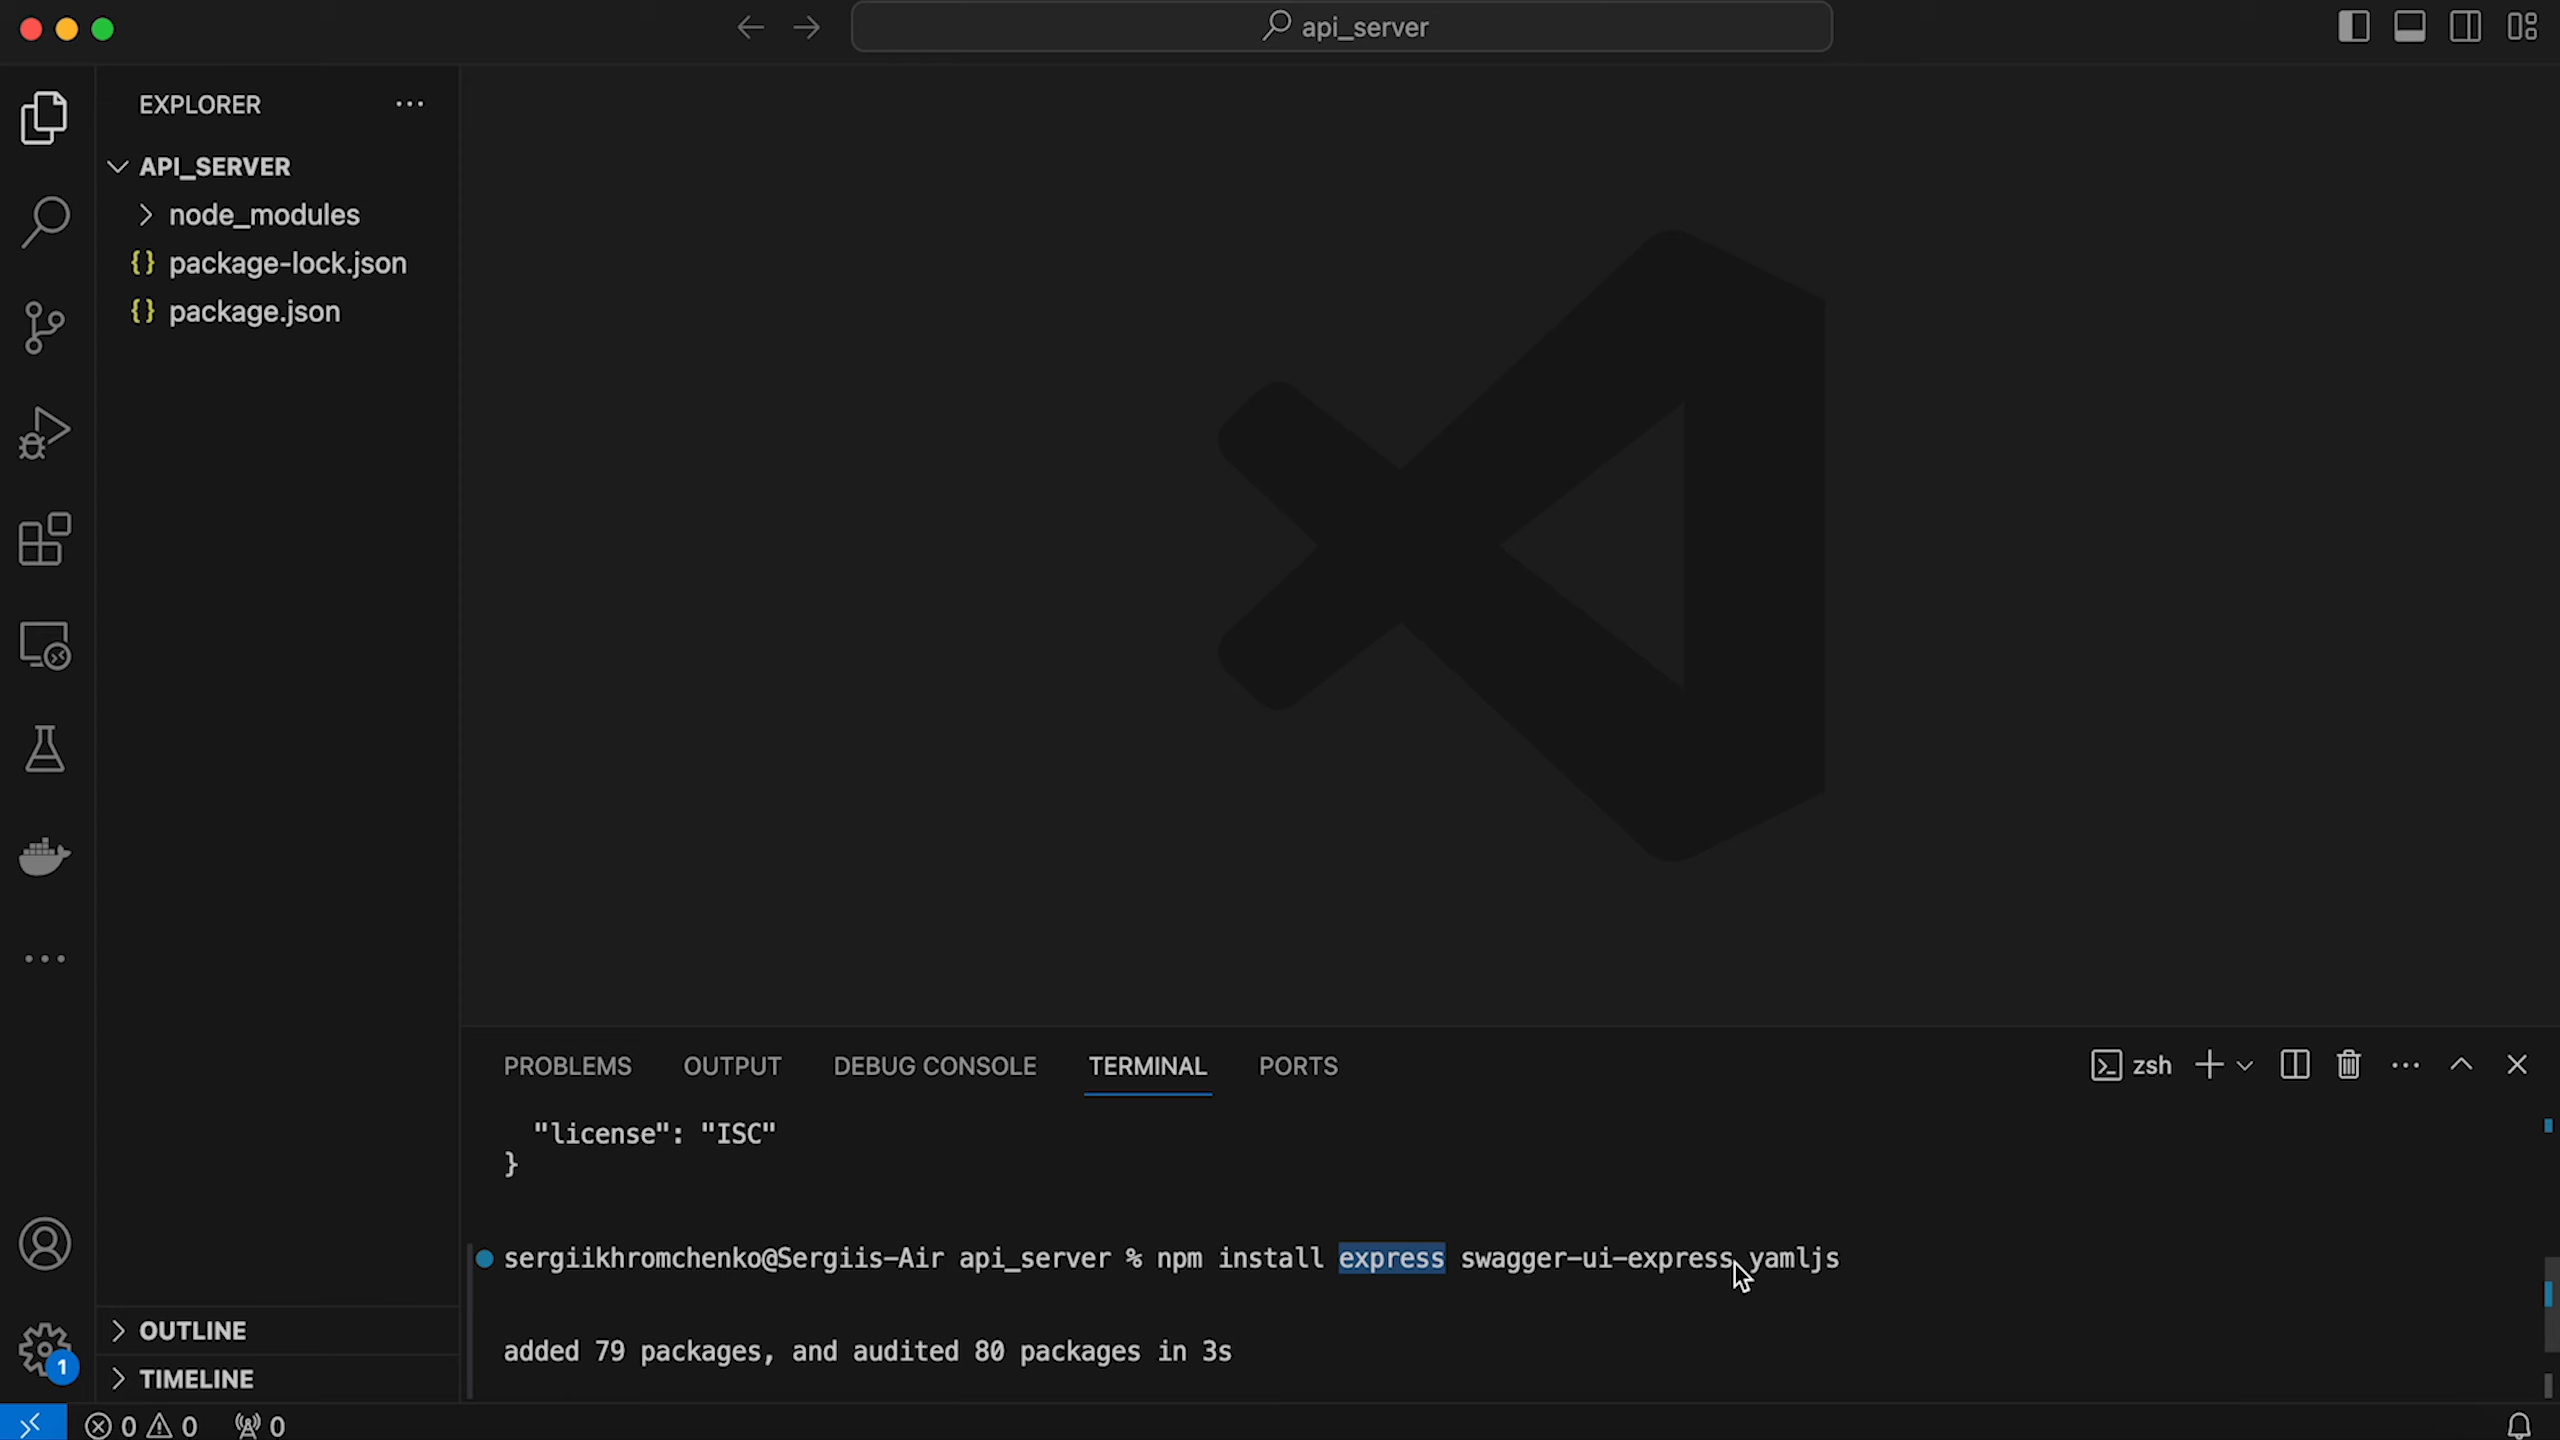 api_server
EXPLORER
API_SERVER
node_modules
{} package-lock.json
{} package.json
PROBLEMS OUTPUT DEBUG CONSOLE TERMINAL PORTS zsh
"license": "ISC"
}
sergiikhromchenko@Sergiis-Air api_server % npm install express swagger-ui-express yamljs
added 79 packages, and audited 80 packages in 3s
OUTLINE
1
TIMELINE
0 0 0